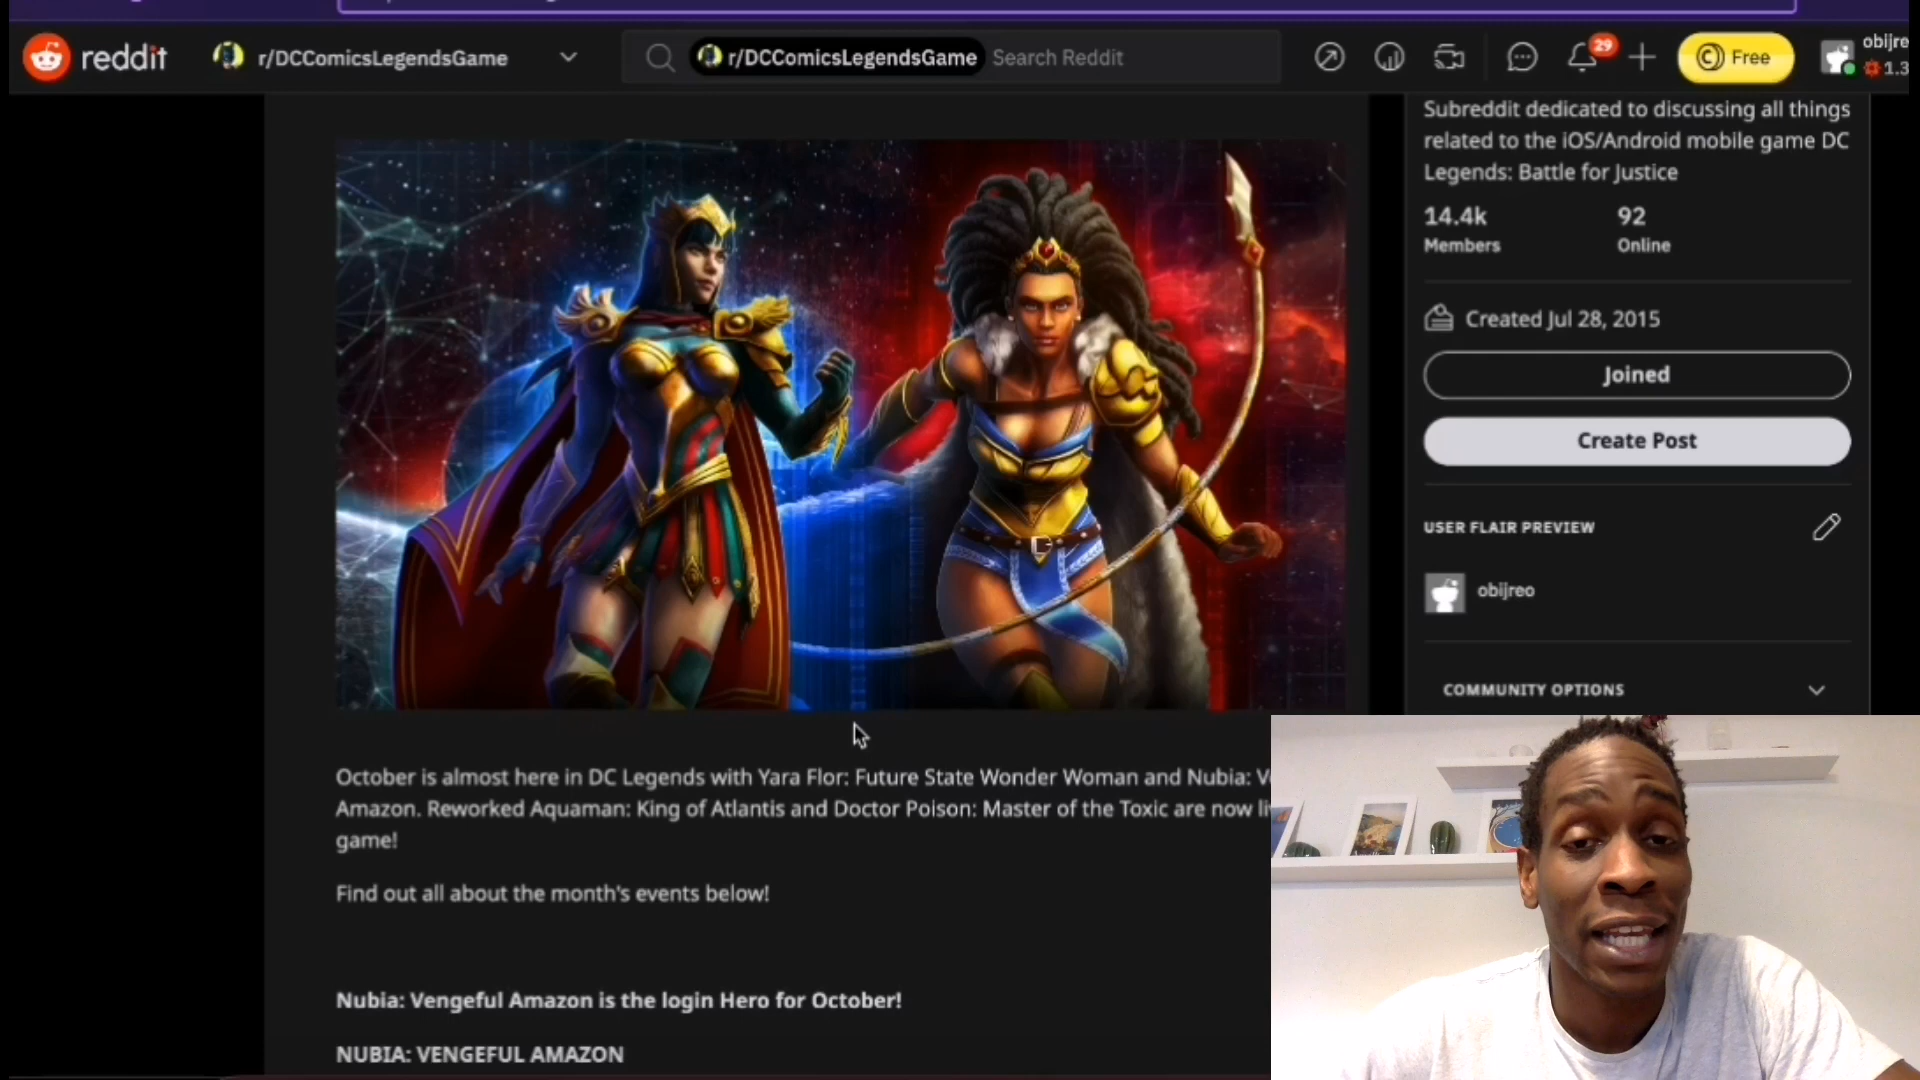 reddit
r/DCComicsLegendsGame
r/DCComicsLegendsGame Search Reddit
29
Free
obijre
1.3
Subreddit dedicated to discussing all things
related to the iOS/Android mobile game DC
Legends: Battle for Justice
14.4k
92
Members
Online
Created Jul 28, 2015
Joined
Create Post
USER FLAIR PREVIEW
obijreo
COMMUNITY OPTIONS
October is almost here in DC Legends with Yara Flor: Future State Wonder Woman and Nubia: V
Amazon. Reworked Aquaman: King of Atlantis and Doctor Poison: Master of the Toxic are now li
game!
Find out all about the month's events below!
Nubia: Vengeful Amazon is the login Hero for October!
NUBIA: VENGEFUL AMAZON